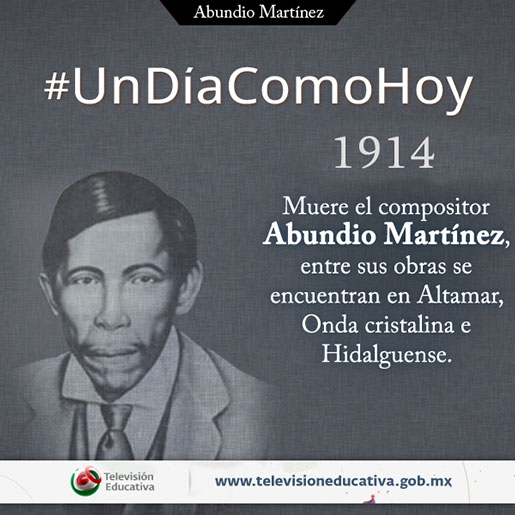 Abundio Martínez
#UnDíaComoHoy
1914
Muere el compositor
Abundio Martínez,
entre sus obras se
encuentran en Altamar,
Onda cristalina e
Hidalguense.
Televisión
Educativa
www.televisioneducativa.gob.mx